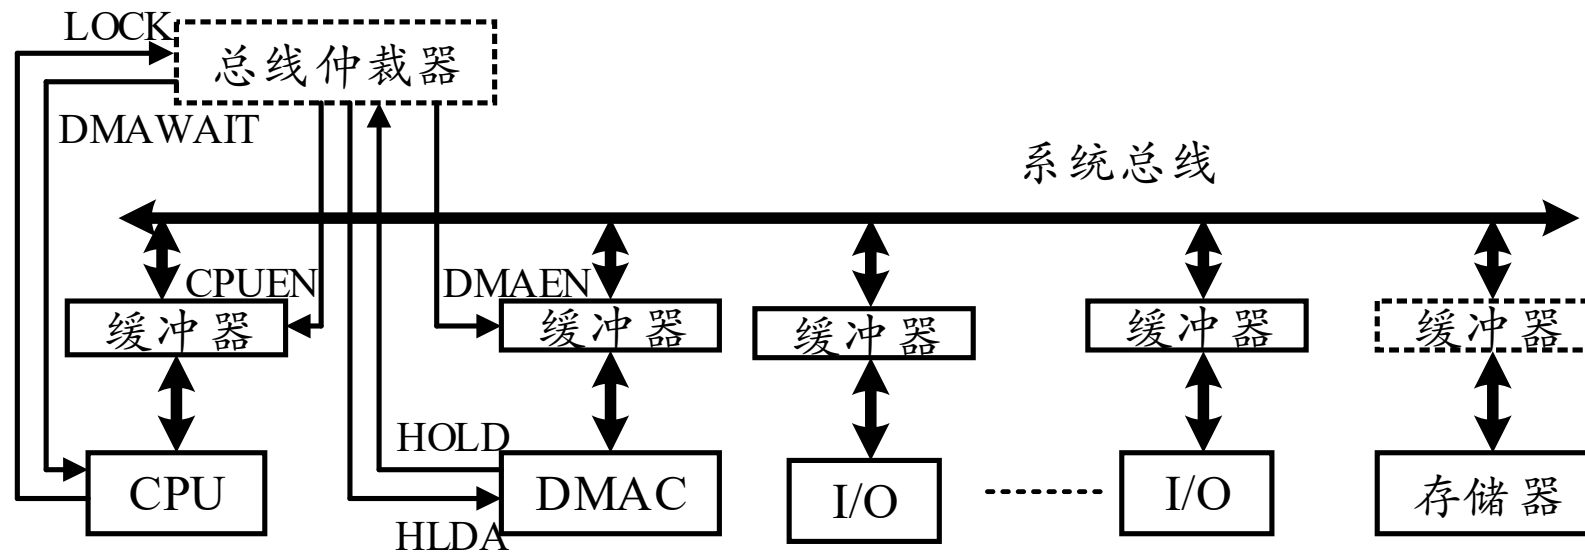 LOCK
总线仲裁器
DMAWAIT
系统总线
CPUEN
DMAEN
缓冲器
缓冲器
缓冲器
缓冲器
缓冲器
HOLD
CPU
DMAC
I/O
I/O
存储器
HLDA